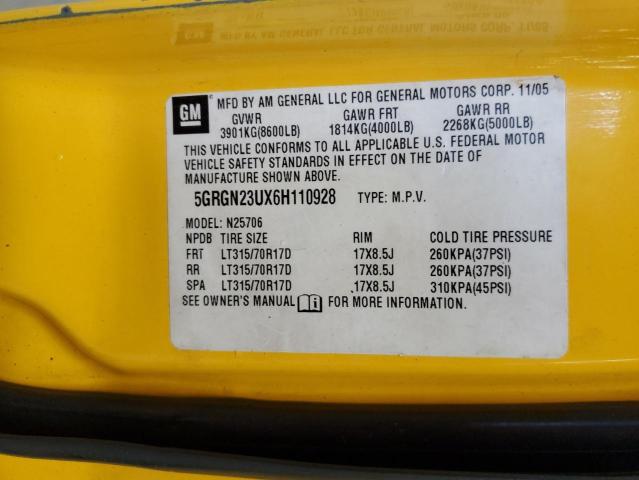 GM
MFD BY AM GENERAL LLC FOR GENERAL MOTORS CORP. 11/05
GVWR GAWR FRT GAWR RR
3901KG(8600LB) 1814KG(4000LB) 2268KG(5000LB)
THIS VEHICLE CONFORMS TO ALL APPLICABLE U.S. FEDERAL MOTOR
VEHICLE SAFETY STANDARDS IN EFFECT ON THE DATE OF
MANUFACTURE SHOWN ABOVE.
5GRGN23UX6H110928 TYPE: M.P.V.
MODEL: N25706
NPDB TIRE SIZE RIM COLD TIRE PRESSURE
FRT LT315/70R17D 17X8.5J 260KPA(37PSI)
RR LT315/70R17D 17X8.5J 260KPA(37PSI)
SPA LT315/70R17D 17X8.5J 310KPA(45PSI)
SEE OWNER'S MANUAL FOR MORE INFORMATION.